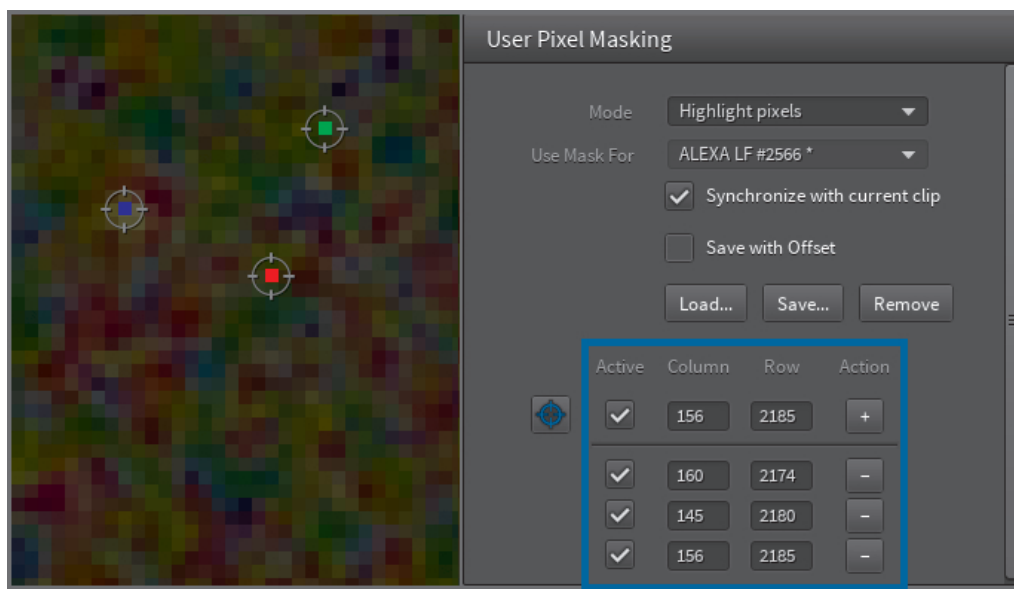 User Pixel Masking
Mode Highlight pixels
Use Mask For ALEXA LF #2566 *
Synchronize with current clip
Save with Offset
Load... Save... Remove
Active Column Row Action
156 2185 +
160 2174 -
145 2180 -
156 2185 -